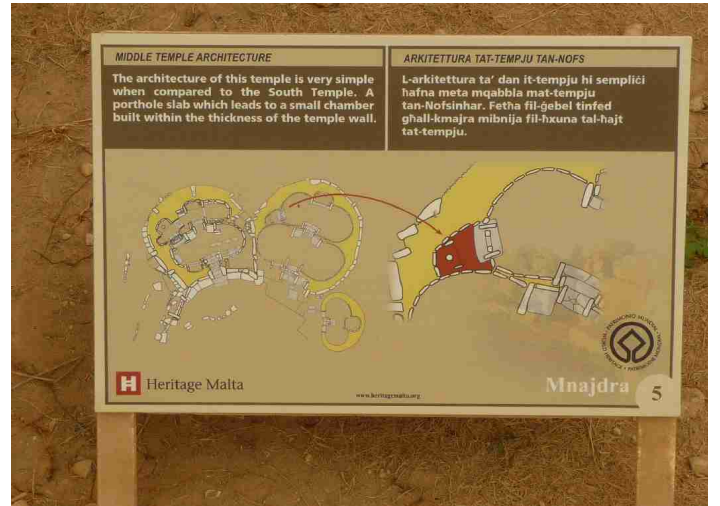 MIDDLE TEMPLE ARCHITECTURE
The architecture of this temple is very simple
when compared to the South Temple. A
porthole slab which leads to a small chamber
built within the thickness of the temple wall.
ARKITETTURA TAT-TEMPJU TAN-NOFS
L-arkitettura ta' dan it-tempju hi sempliċi
ħafna meta mqabbla mat-tempju
tan-Nofsinhar. Fetħa fil-ġebel tinfed
għall-kmajra mibnija fil-ħxuna tal-ħajt
tat-tempju.
H Heritage Malta
www.heritagemalta.org
Mnajdra
5
PATRIMONIO MUNDIAL